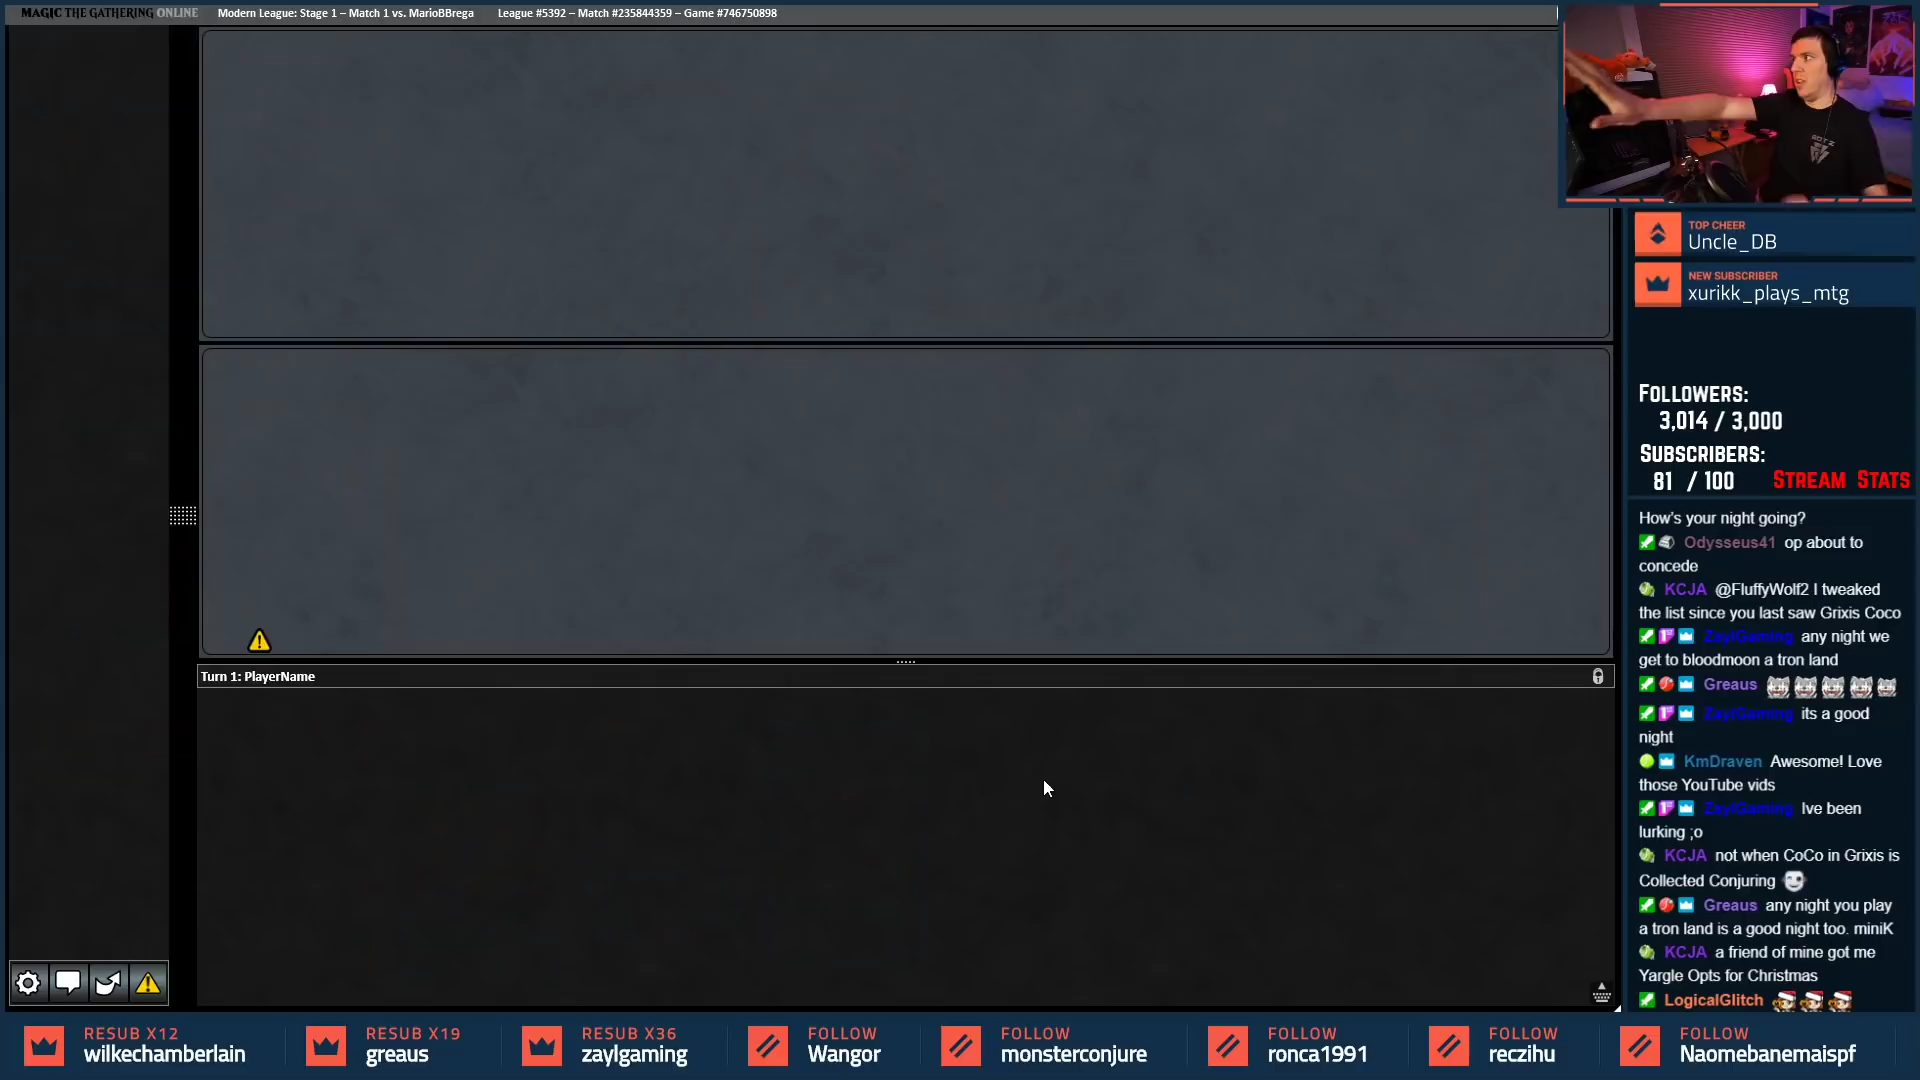 MAGIC THE GATHERING ONLINE
Modern League: Stage 1 – Match 1 vs. MarioBBrega
League #5392 – Match #235844359 – Game #746750898
TOP CHEER
Uncle_DB
NEW SUBSCRIBER
xurikk_plays_mtg
FOLLOWERS:
3,014 / 3,000
SUBSCRIBERS:
81 / 100
STREAM STATS
How's your night going?
Odysseus41 op about to
concede
KCJA @FluffyWolf2 I tweaked
the list since you last saw Grixis Coco
ZaylGaming any night we
get to bloodmoon a tron land
Greaus
ZaylGaming its a good
night
KmDraven Awesome! Love
those YouTube vids
ZaylGaming Ive been
lurking ;o
KCJA not when CoCo in Grixis is
Collected Conjuring
Greaus any night you play
a tron land is a good night too. miniK
KCJA a friend of mine got me
Yargle Opts for Christmas
LogicalGlitch
Turn 1: PlayerName
RESUB X12
wilkechamberlain
RESUB X19
greaus
RESUB X36
zaylgaming
FOLLOW
Wangor
FOLLOW
monsterconjure
FOLLOW
ronca1991
FOLLOW
reczihu
FOLLOW
Naomebanemaispf